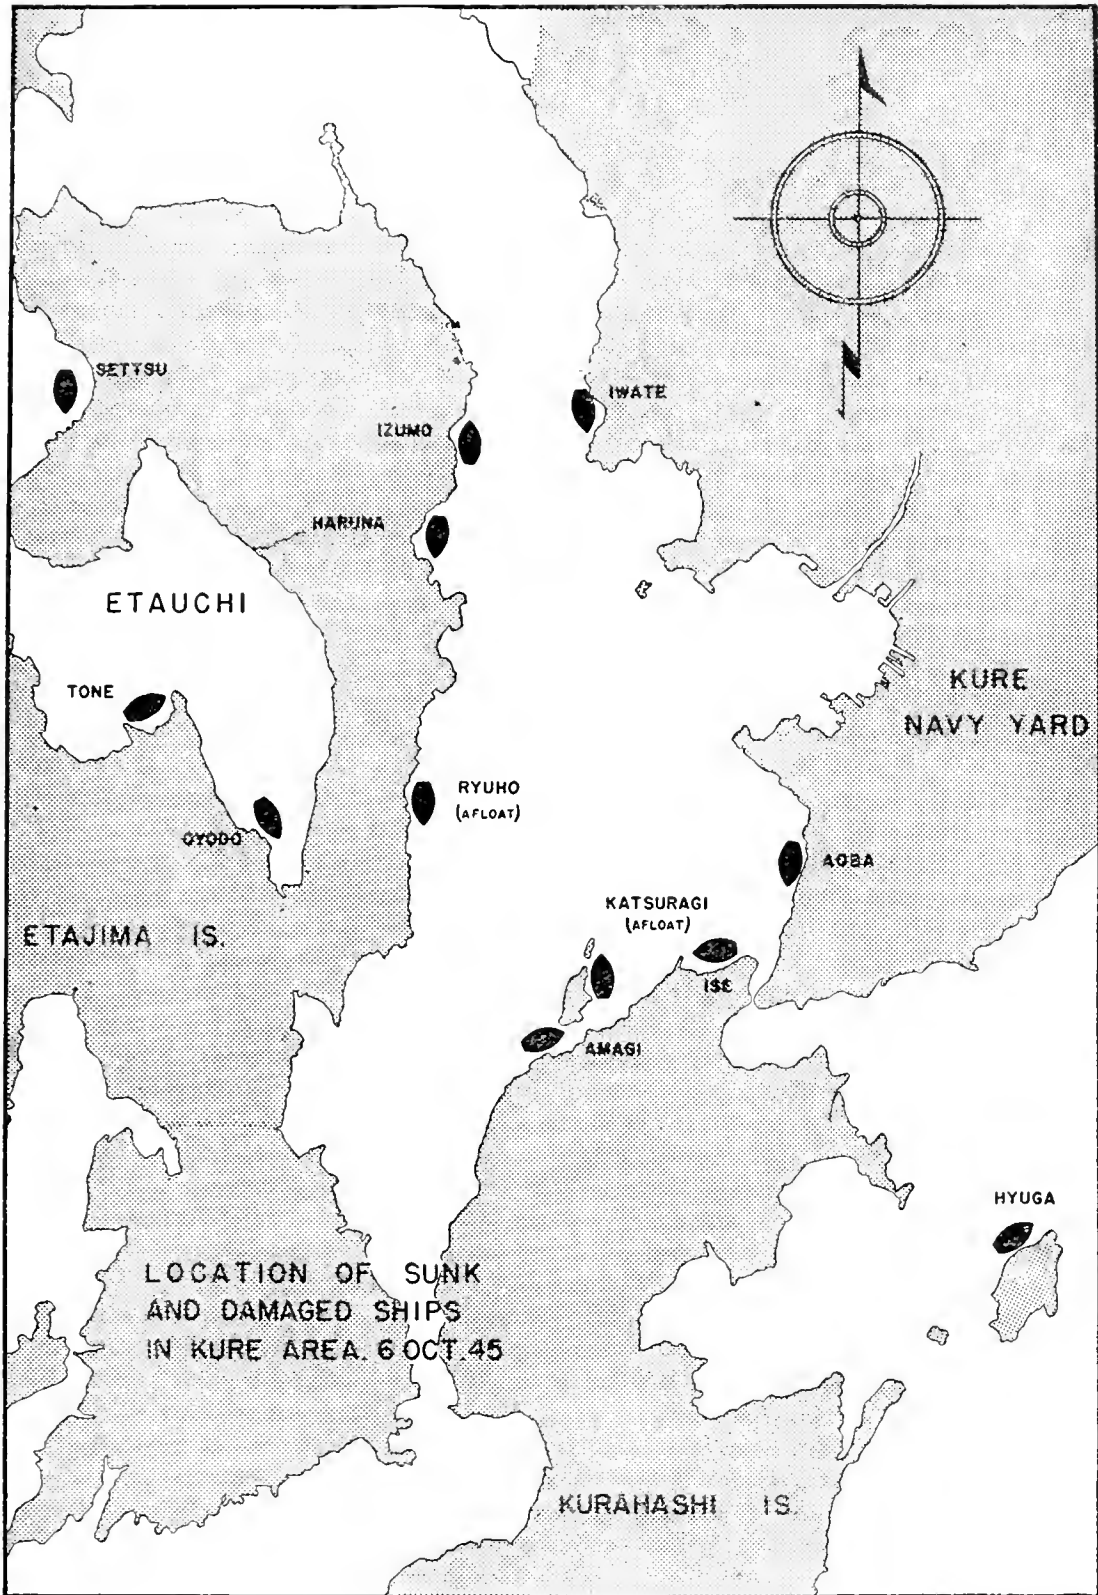 SETTSU
IWATE
IZUMO
HARUNA
ETAUCHI
TONE
KURE
NAVY YARD
RYUHO
(AFLOAT)
OYODO
AOBA
KATSURAGI
(AFLOAT)
ETAJIMA IS.
ISE
AMAGI
HYUGA
LOCATION OF SUNK
AND DAMAGED SHIPS
IN KURE AREA. 6 OCT. 45
KURAHASHI IS.